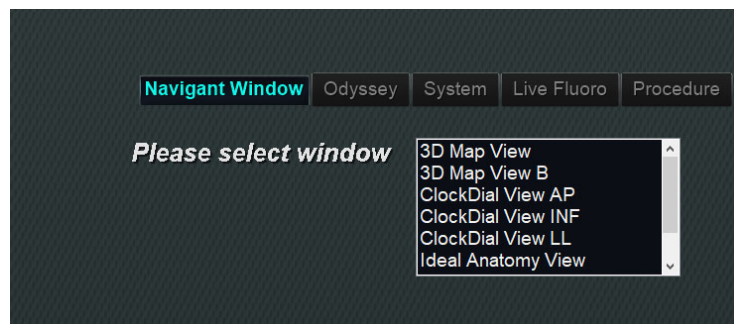 Navigant Window Odyssey System Live Fluoro Procedure
Please select window
3D Map View
3D Map View B
ClockDial View AP
ClockDial View INF
ClockDial View LL
Ideal Anatomy View